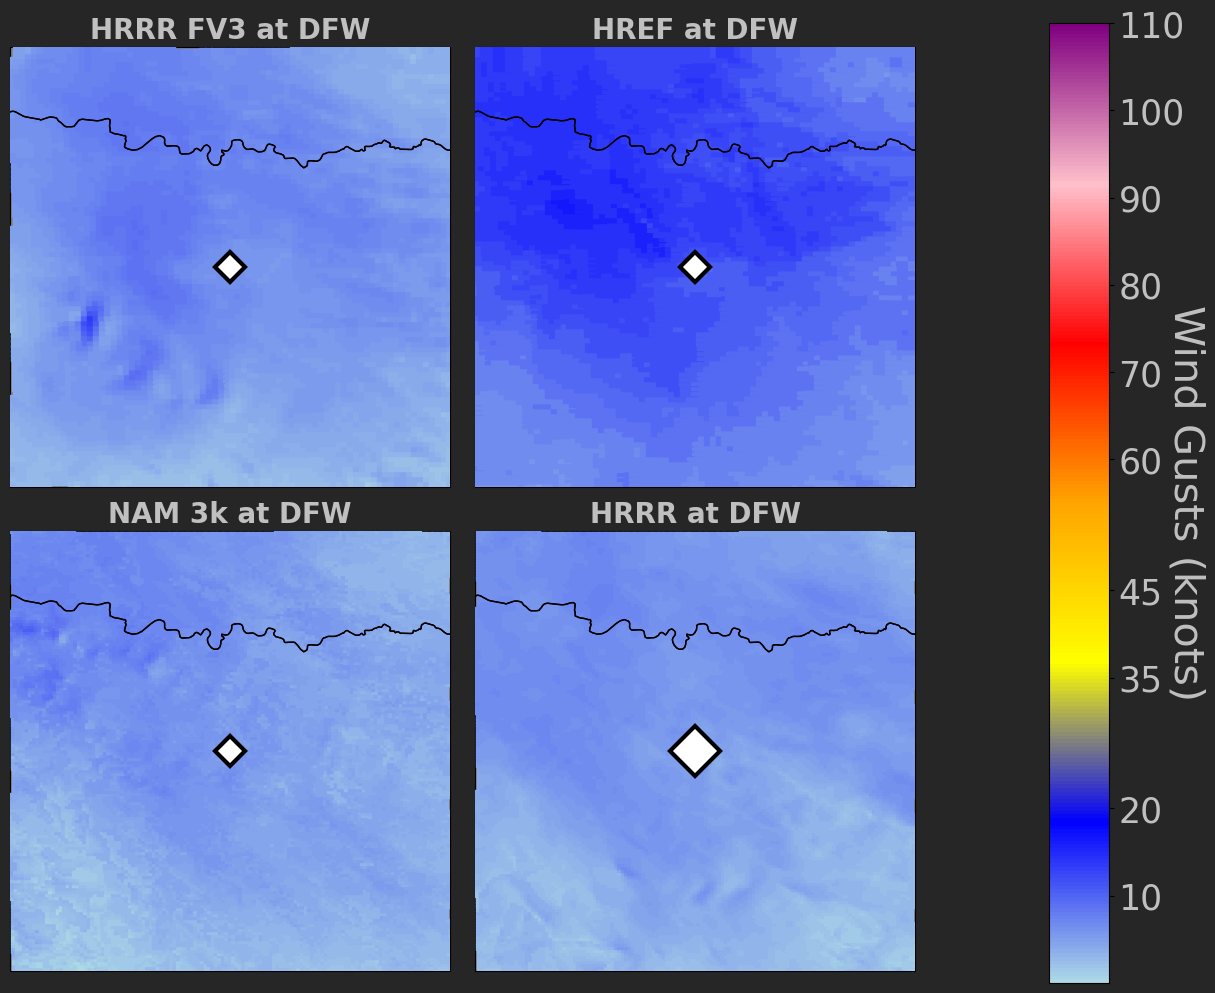 HRRR FV3 at DFW
HREF at DFW
NAM 3k at DFW
HRRR at DFW
110
100
90
80
70
60
45
35
20
10
Wind Gusts (knots)